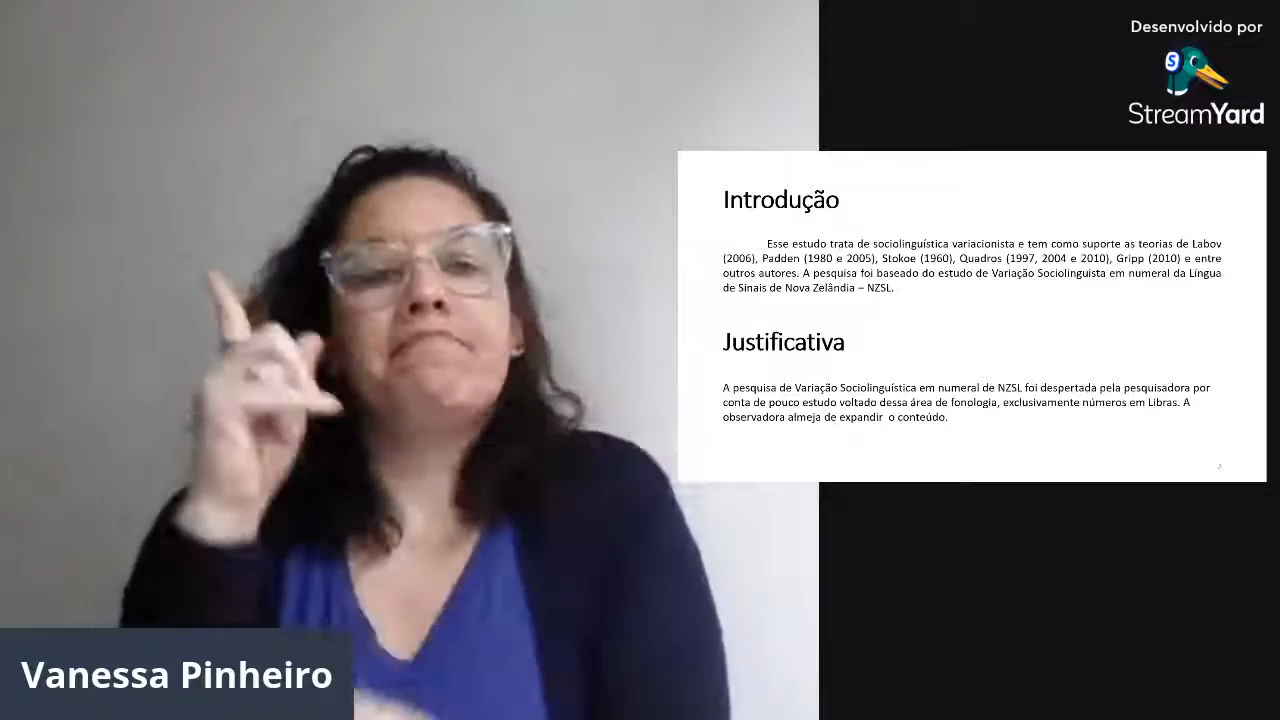 Desenvolvido por
StreamYard
Introdução
Esse estudo trata de sociolinguística variacionista e tem como suporte as teorias de Labov
(2006), Padden (1980 e 2005), Stokoe (1960), Quadros (1997, 2004 e 2010), Gripp (2010) e entre
outros autores. A pesquisa foi baseado do estudo de Variação Sociolinguista em numeral da Língua
de Sinais de Nova Zelândia – NZSL.
Justificativa
A pesquisa de Variação Sociolinguística em numeral de NZSL foi despertada pela pesquisadora por
conta de pouco estudo voltado dessa área de fonologia, exclusivamente números em Libras. A
observadora almeja de expandir o conteúdo.
Vanessa Pinheiro